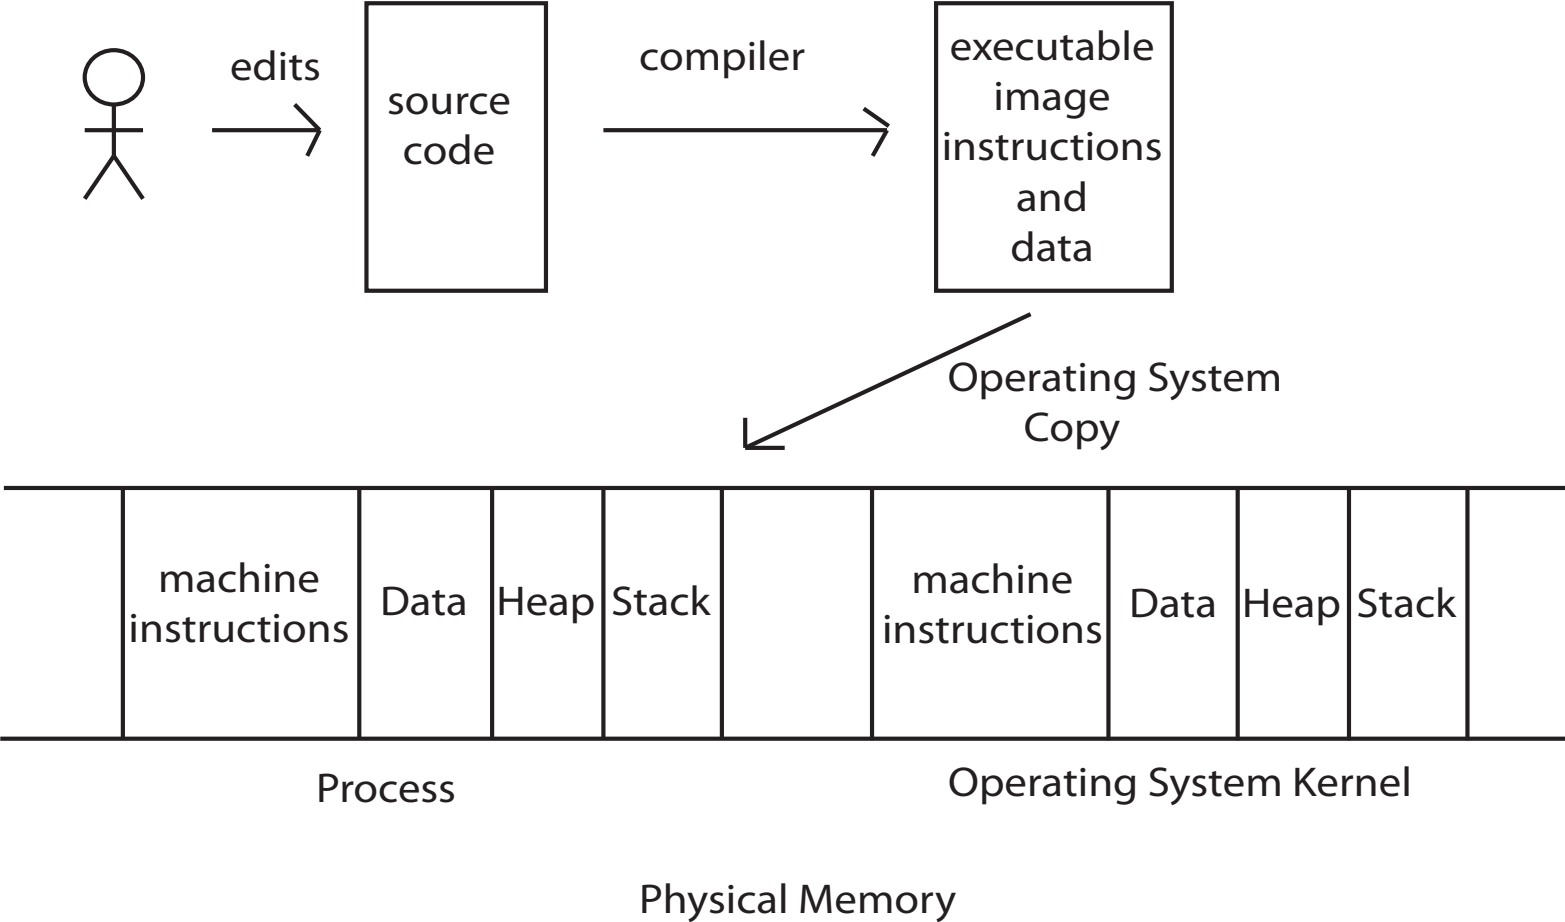 edits
source
code
compiler
executable
image
instructions
and
data
Operating System
Copy
machine
instructions
Data
Heap
Stack
machine
instructions
Data
Heap
Stack
Process
Operating System Kernel
Physical Memory